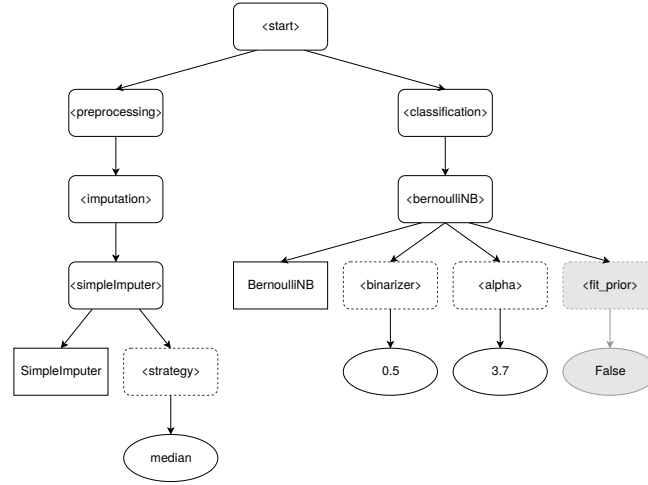 <start>
<preprocessing>
<classification>
<imputation>
<bernoulliNB>
<simpleImputer>
BernoulliNB
<binarizer>
<alpha>
<fit_prior>
SimpleImputer
<strategy>
0.5
3.7
False
median